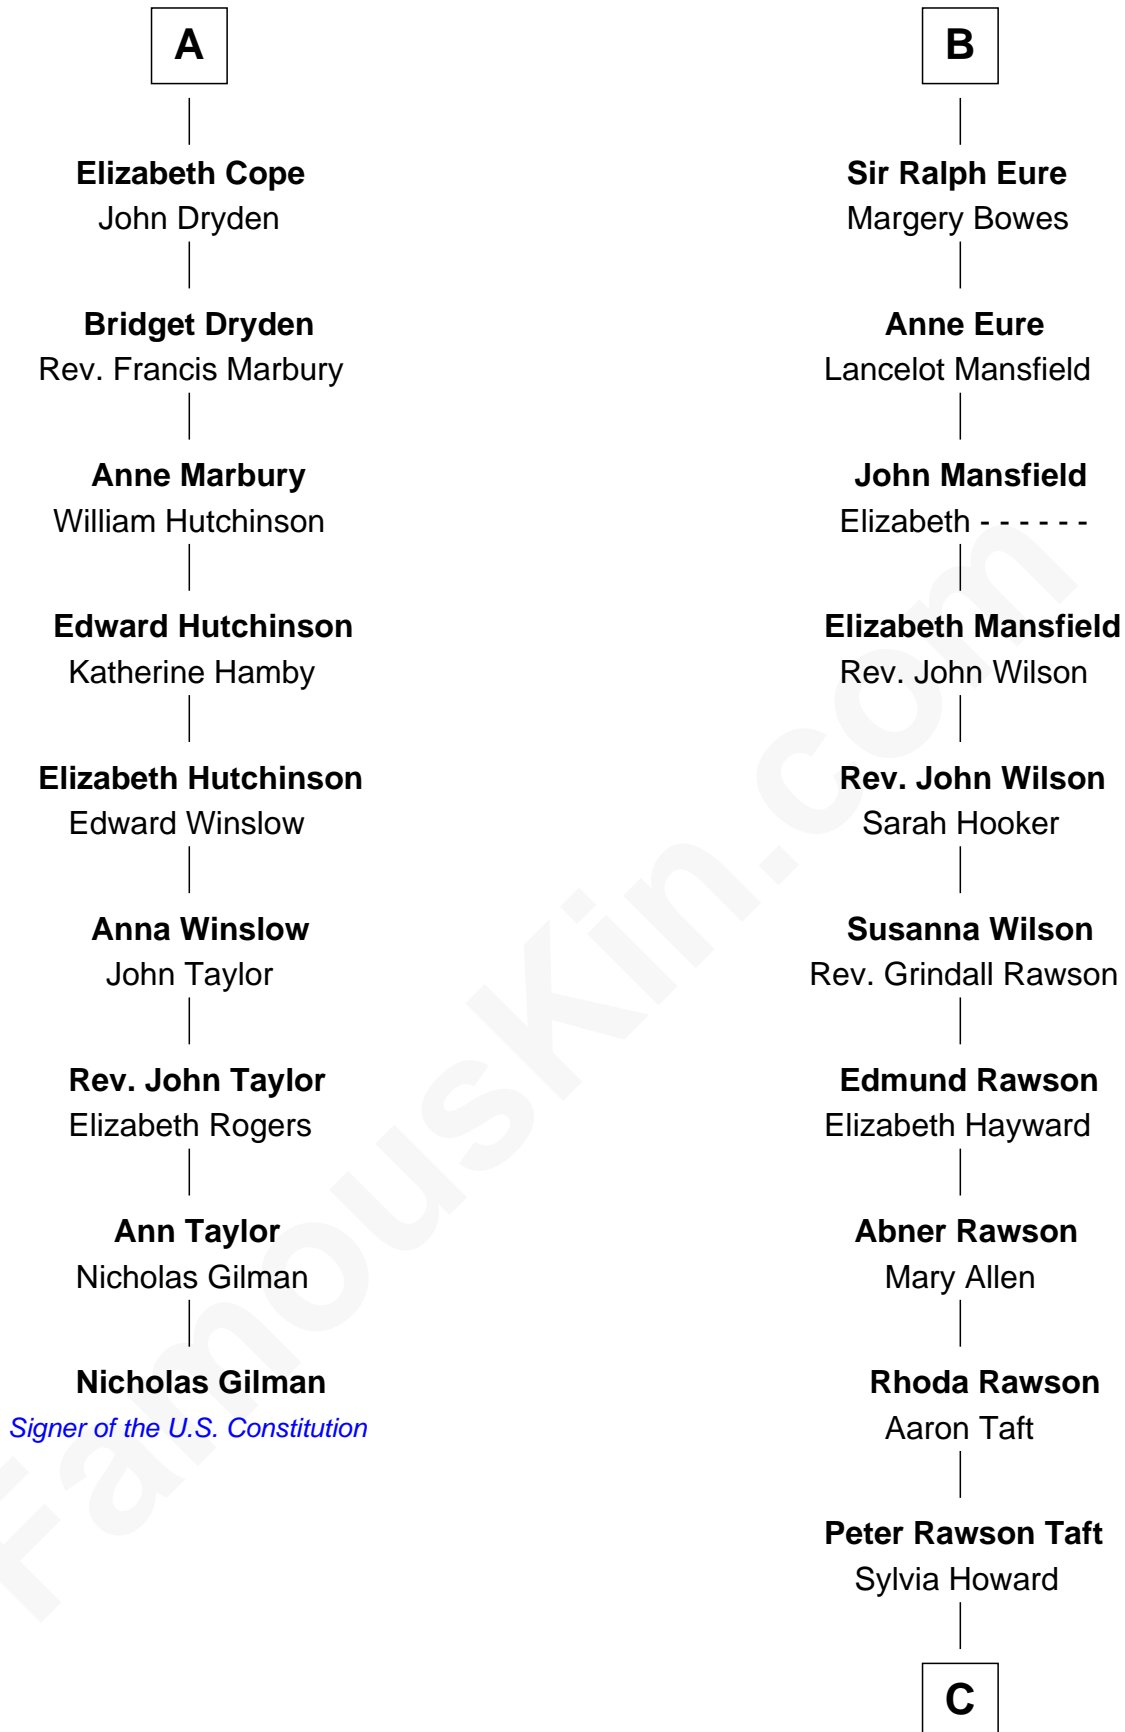 A
Elizabeth Cope
John Dryden
Bridget Dryden
Rev. Francis Marbury
Anne Marbury
William Hutchinson
Edward Hutchinson
Katherine Hamby
Elizabeth Hutchinson
Edward Winslow
Anna Winslow
John Taylor
Rev. John Taylor
Elizabeth Rogers
Ann Taylor
Nicholas Gilman
Nicholas Gilman
Signer of the U.S. Constitution
B
Sir Ralph Eure
Margery Bowes
Anne Eure
Lancelot Mansfield
John Mansfield
Elizabeth - - - - - -
Elizabeth Mansfield
Rev. John Wilson
Rev. John Wilson
Sarah Hooker
Susanna Wilson
Rev. Grindall Rawson
Edmund Rawson
Elizabeth Hayward
Abner Rawson
Mary Allen
Rhoda Rawson
Aaron Taft
Peter Rawson Taft
Sylvia Howard
C
FamousKin.com